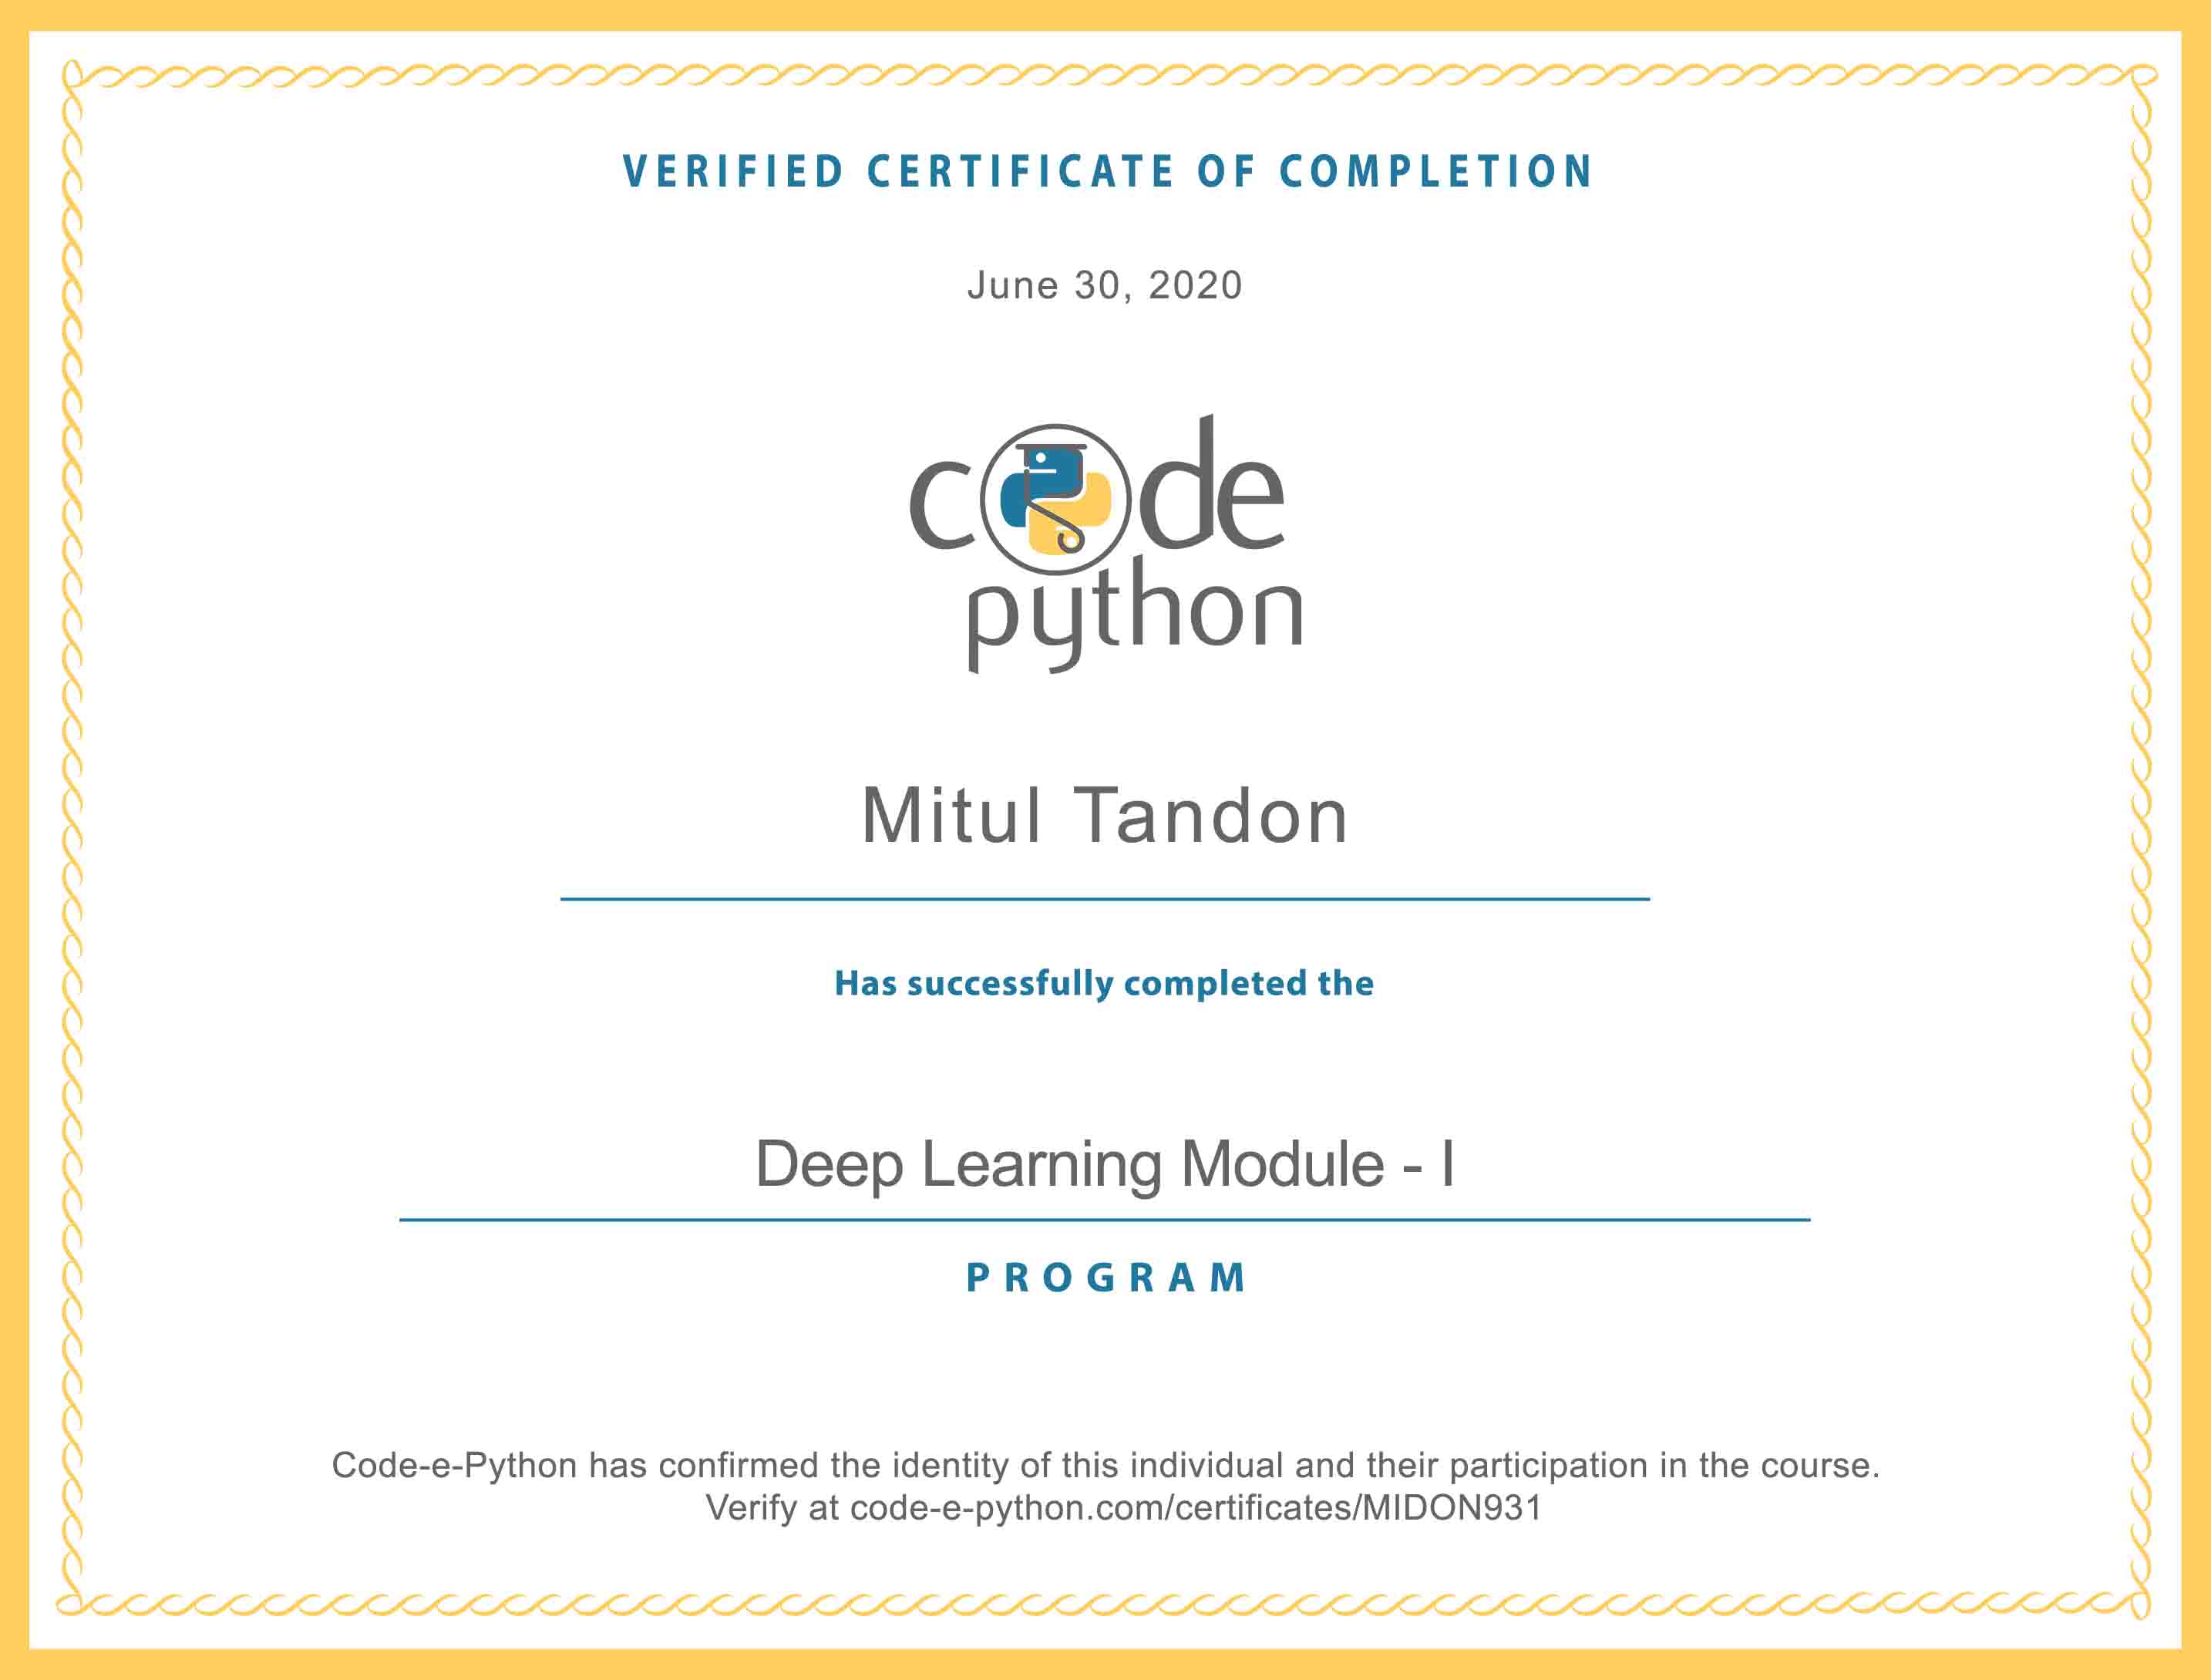 VERIFIED CERTIFICATE OF COMPLETION
June 30, 2020
code
python
Mitul Tandon
Has successfully completed the
Deep Learning Module - I
PROGRAM
Code-e-Python has confirmed the identity of this individual and their participation in the course.
Verify at code-e-python.com/certificates/MIDON931